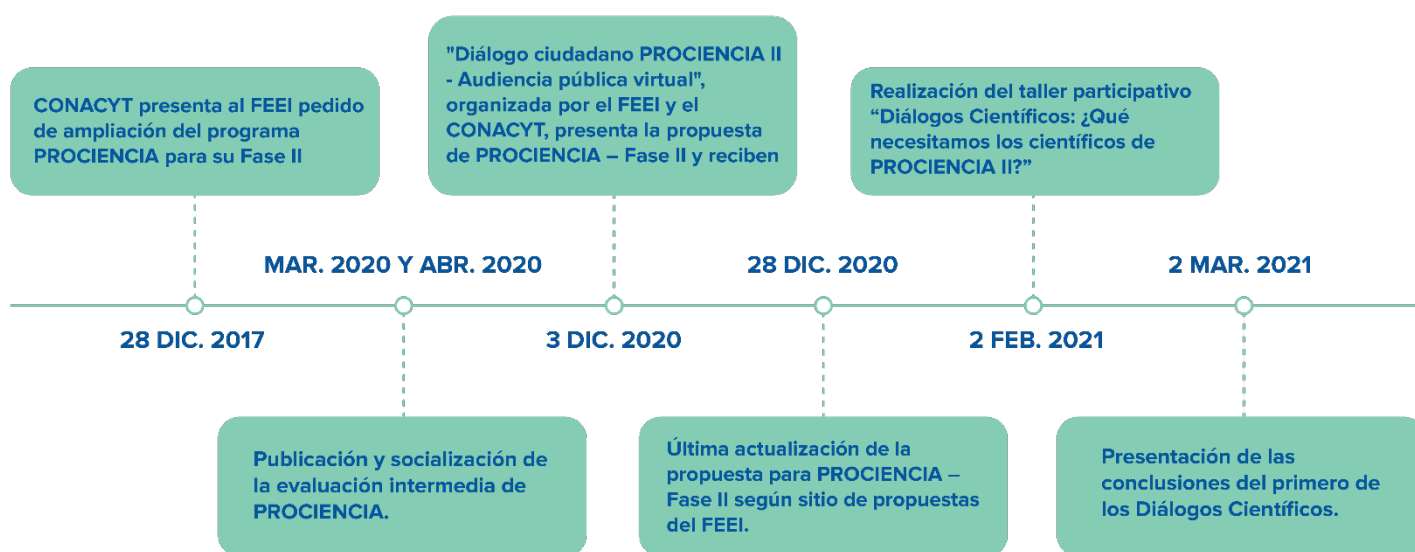 CONACYT presenta al FEEI pedido
de ampliación del programa
PROCIENCIA para su Fase II
"Diálogo ciudadano PROCIENCIA II
- Audiencia pública virtual",
organizada por el FEEI y el
CONACYT, presenta la propuesta
de PROCIENCIA – Fase II y reciben
Realización del taller participativo
“Diálogos Científicos: ¿Qué
necesitamos los científicos de
PROCIENCIA II?”
MAR. 2020 Y ABR. 2020
28 DIC. 2020
2 MAR. 2021
28 DIC. 2017
3 DIC. 2020
2 FEB. 2021
Publicación y socialización de
la evaluación intermedia de
PROCIENCIA.
Última actualización de la
propuesta para PROCIENCIA –
Fase II según sitio de propuestas
del FEEI.
Presentación de las
conclusiones del primero de
los Diálogos Científicos.